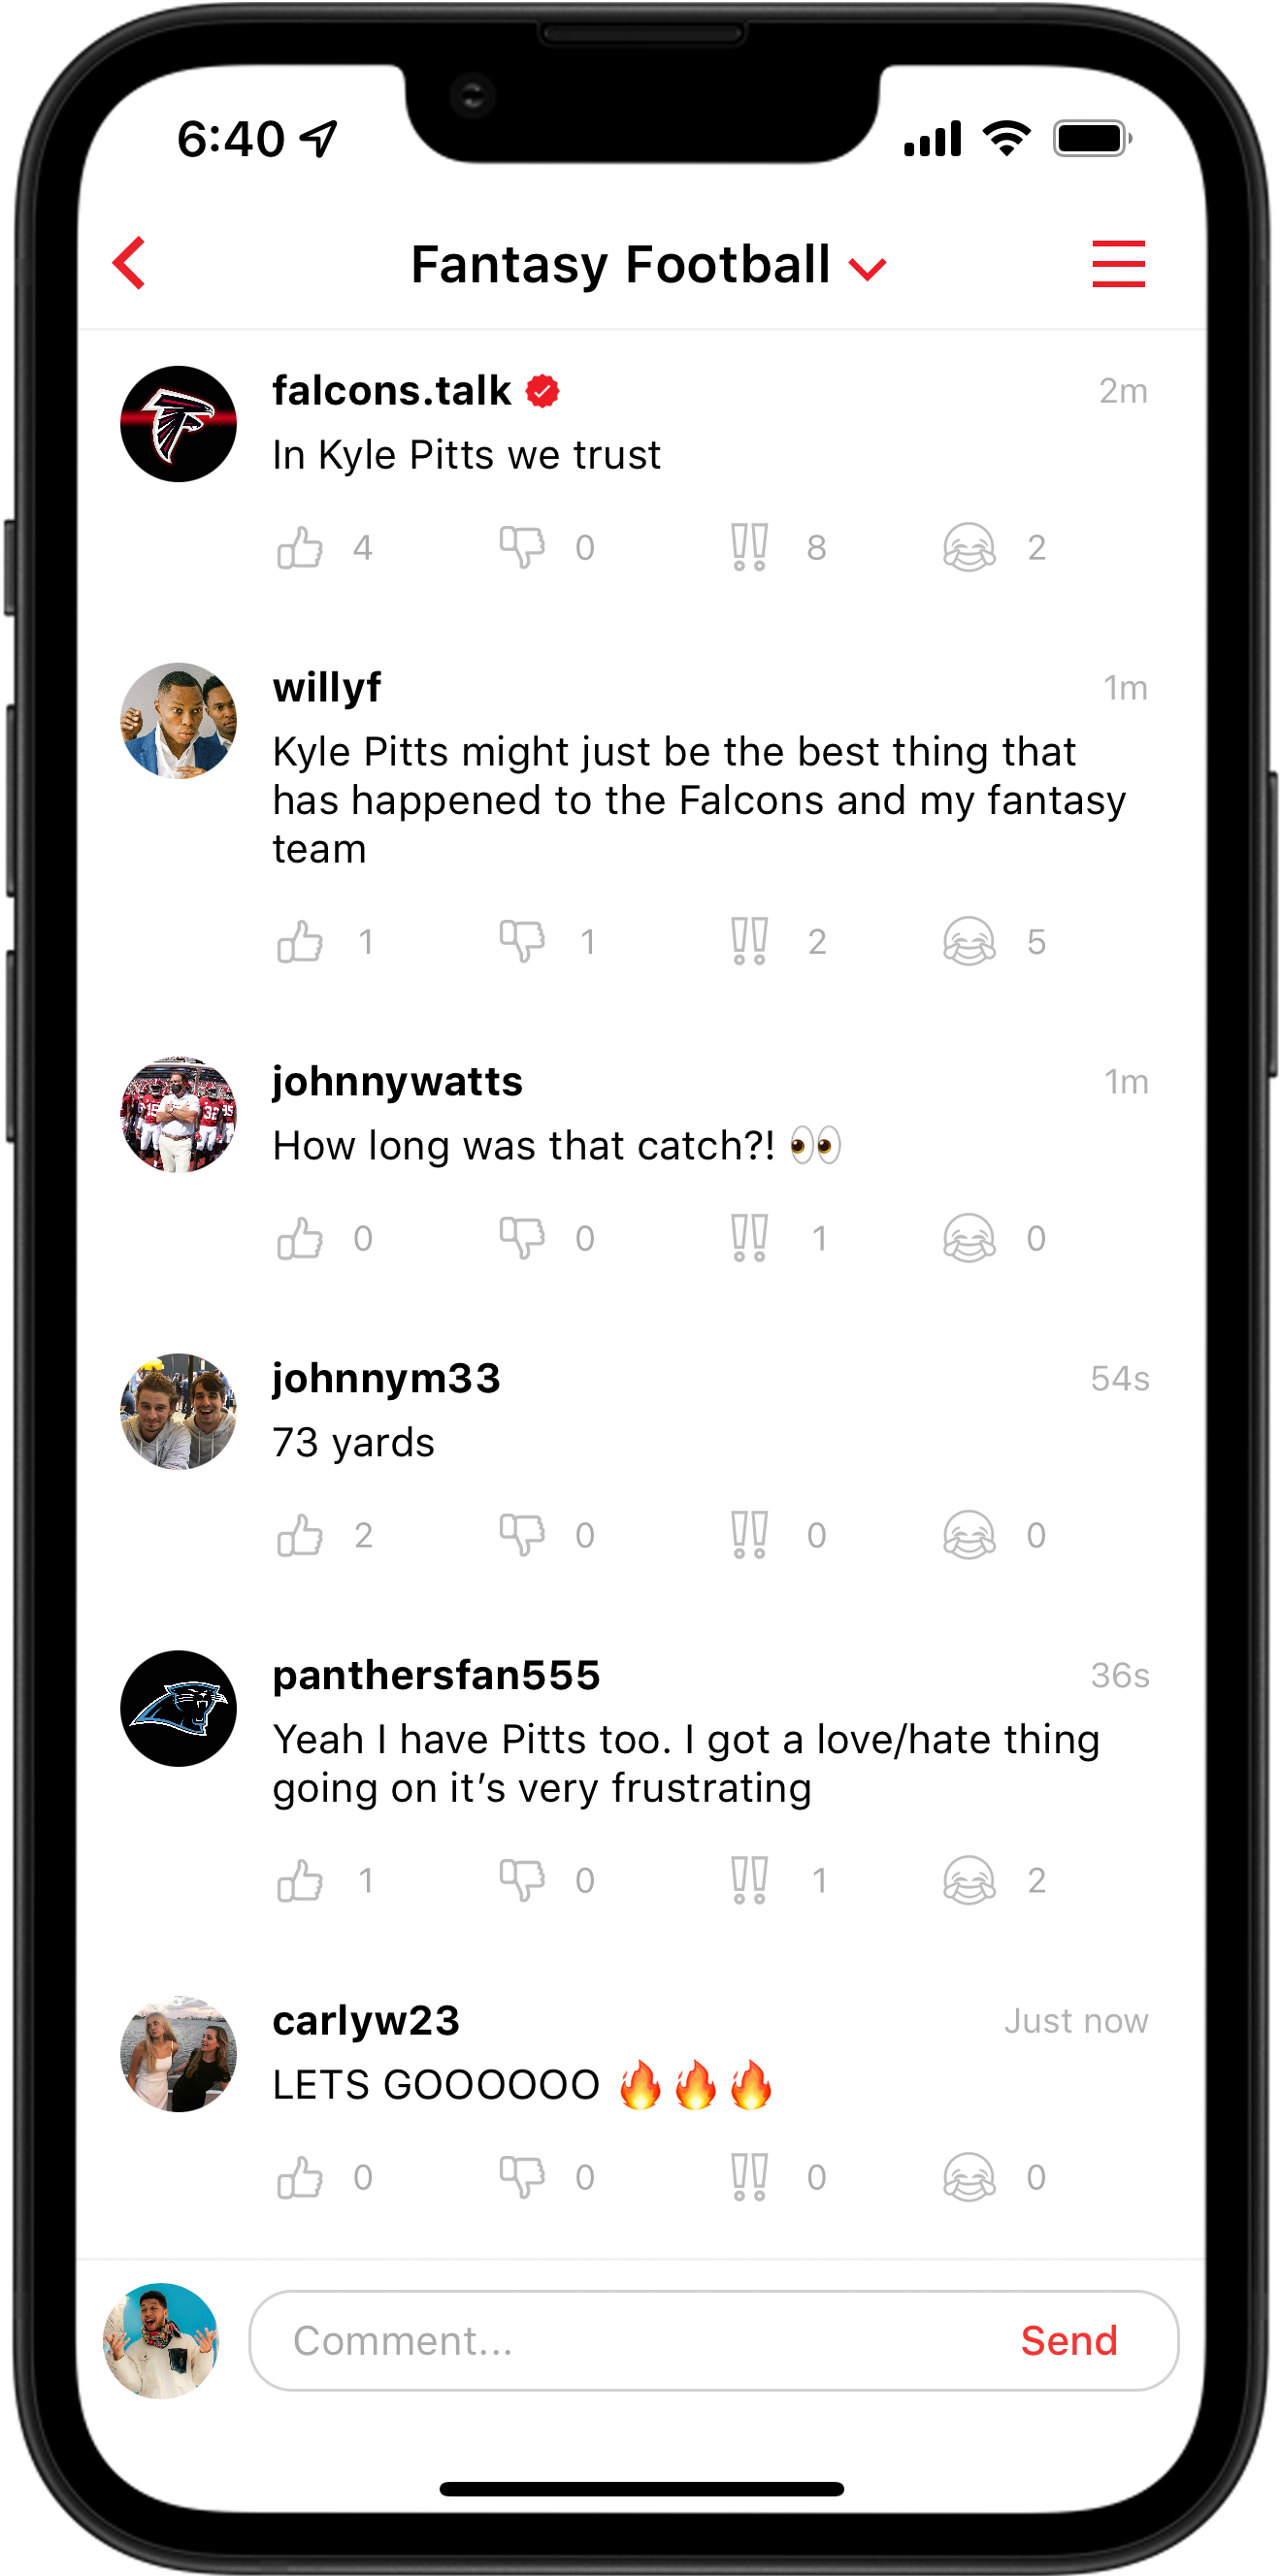 6:40
Fantasy Football
falcons.talk
2m
In Kyle Pitts we trust
4 0 8 2
willyf
1m
Kyle Pitts might just be the best thing that
has happened to the Falcons and my fantasy
team
1 1 2 5
johnnywatts
1m
How long was that catch?! 👀
0 0 1 0
johnnym33
54s
73 yards
2 0 0 0
panthersfan555
36s
Yeah I have Pitts too. I got a love/hate thing
going on it’s very frustrating
1 0 1 2
carlyw23
Just now
LETS GOOOOOO 🔥🔥🔥
0 0 0 0
Comment...
Send